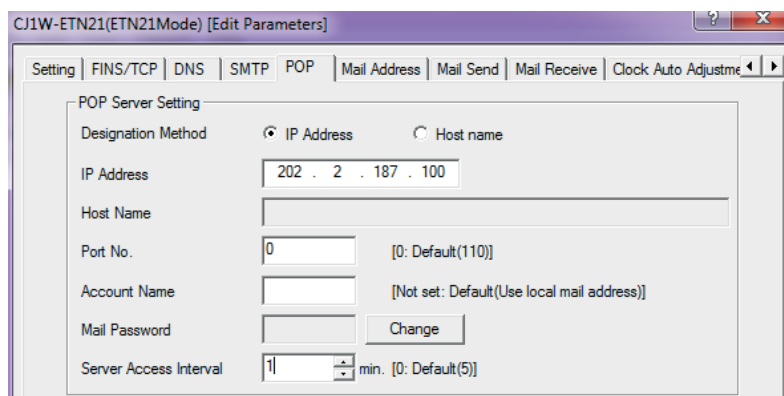 CJ1W-ETN21(ETN21Mode) [Edit Parameters]
? X
Setting FINS/TCP DNS SMTP POP Mail Address Mail Send Mail Receive Clock Auto Adjustme
POP Server Setting
Designation Method IP Address Host name
IP Address 202 . 2 . 187 . 100
Host Name
Port No. 0 [0: Default(110)]
Account Name [Not set: Default(Use local mail address)]
Mail Password Change
Server Access Interval 1 min. [0: Default(5)]